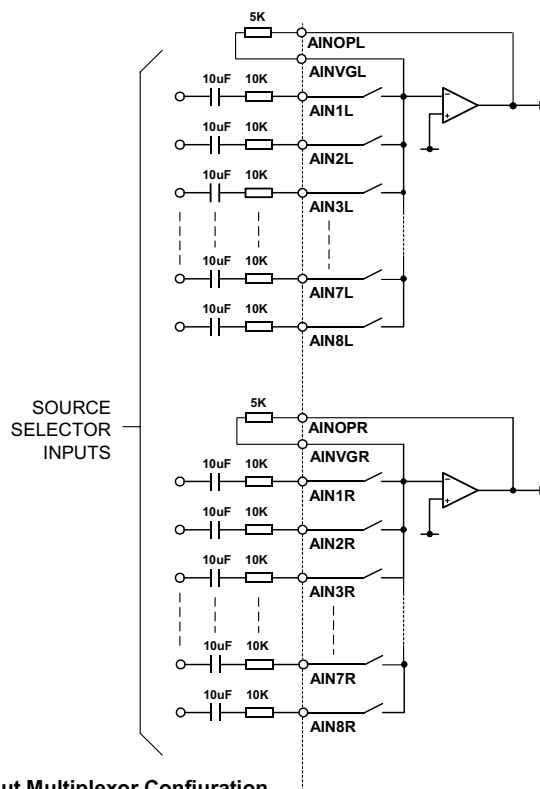 5K
AINOPL
AINVGL
10uF 10K
AIN1L
10uF 10K
AIN2L
10uF 10K
AIN3L
10uF 10K
AIN7L
10uF 10K
AIN8L
SOURCE
SELECTOR
INPUTS
5K
AINOPR
AINVGR
10uF 10K
AIN1R
10uF 10K
AIN2R
10uF 10K
AIN3R
10uF 10K
AIN7R
10uF 10K
AIN8R
ut Multiplexor Confiuration